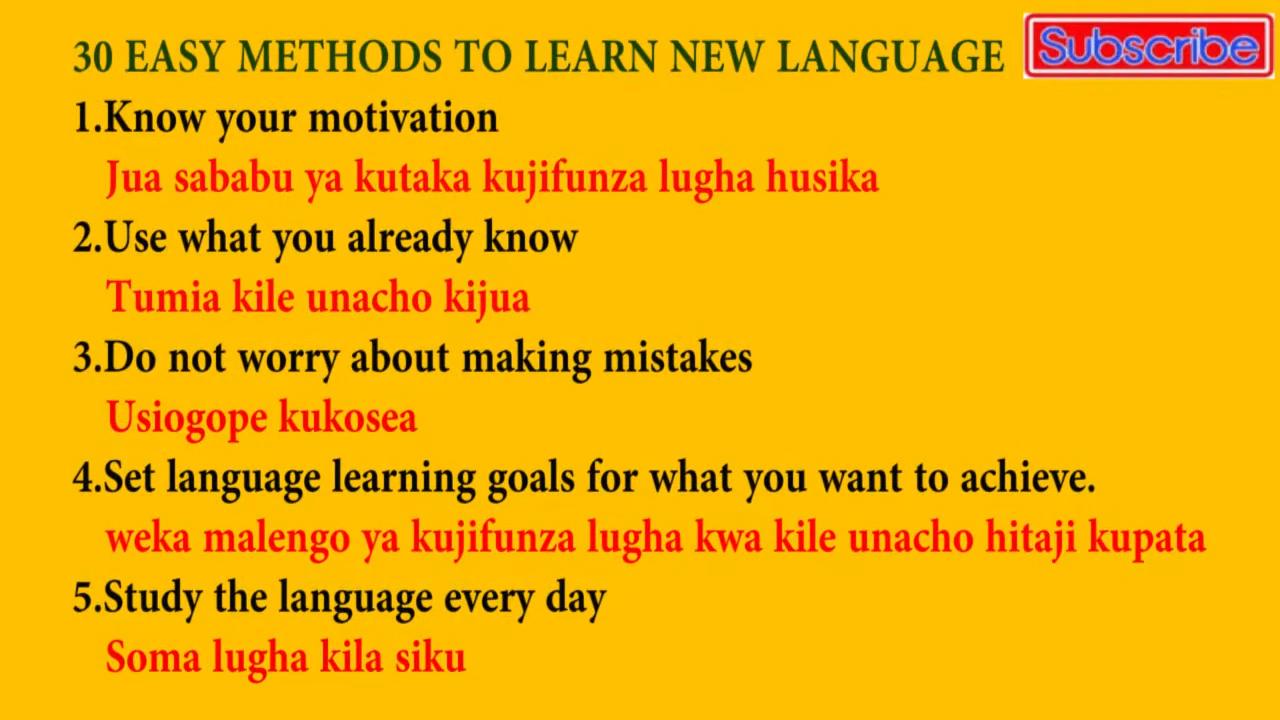 30 EASY METHODS TO LEARN NEW LANGUAGE
Subscribe
1.Know your motivation
Jua sababu ya kutaka kujifunza lugha husika
2.Use what you already know
Tumia kile unacho kijua
3.Do not worry about making mistakes
Usiogope kukosea
4.Set language learning goals for what you want to achieve.
weka malengo ya kujifunza lugha kwa kile unacho hitaji kupata
5.Study the language every day
Soma lugha kila siku